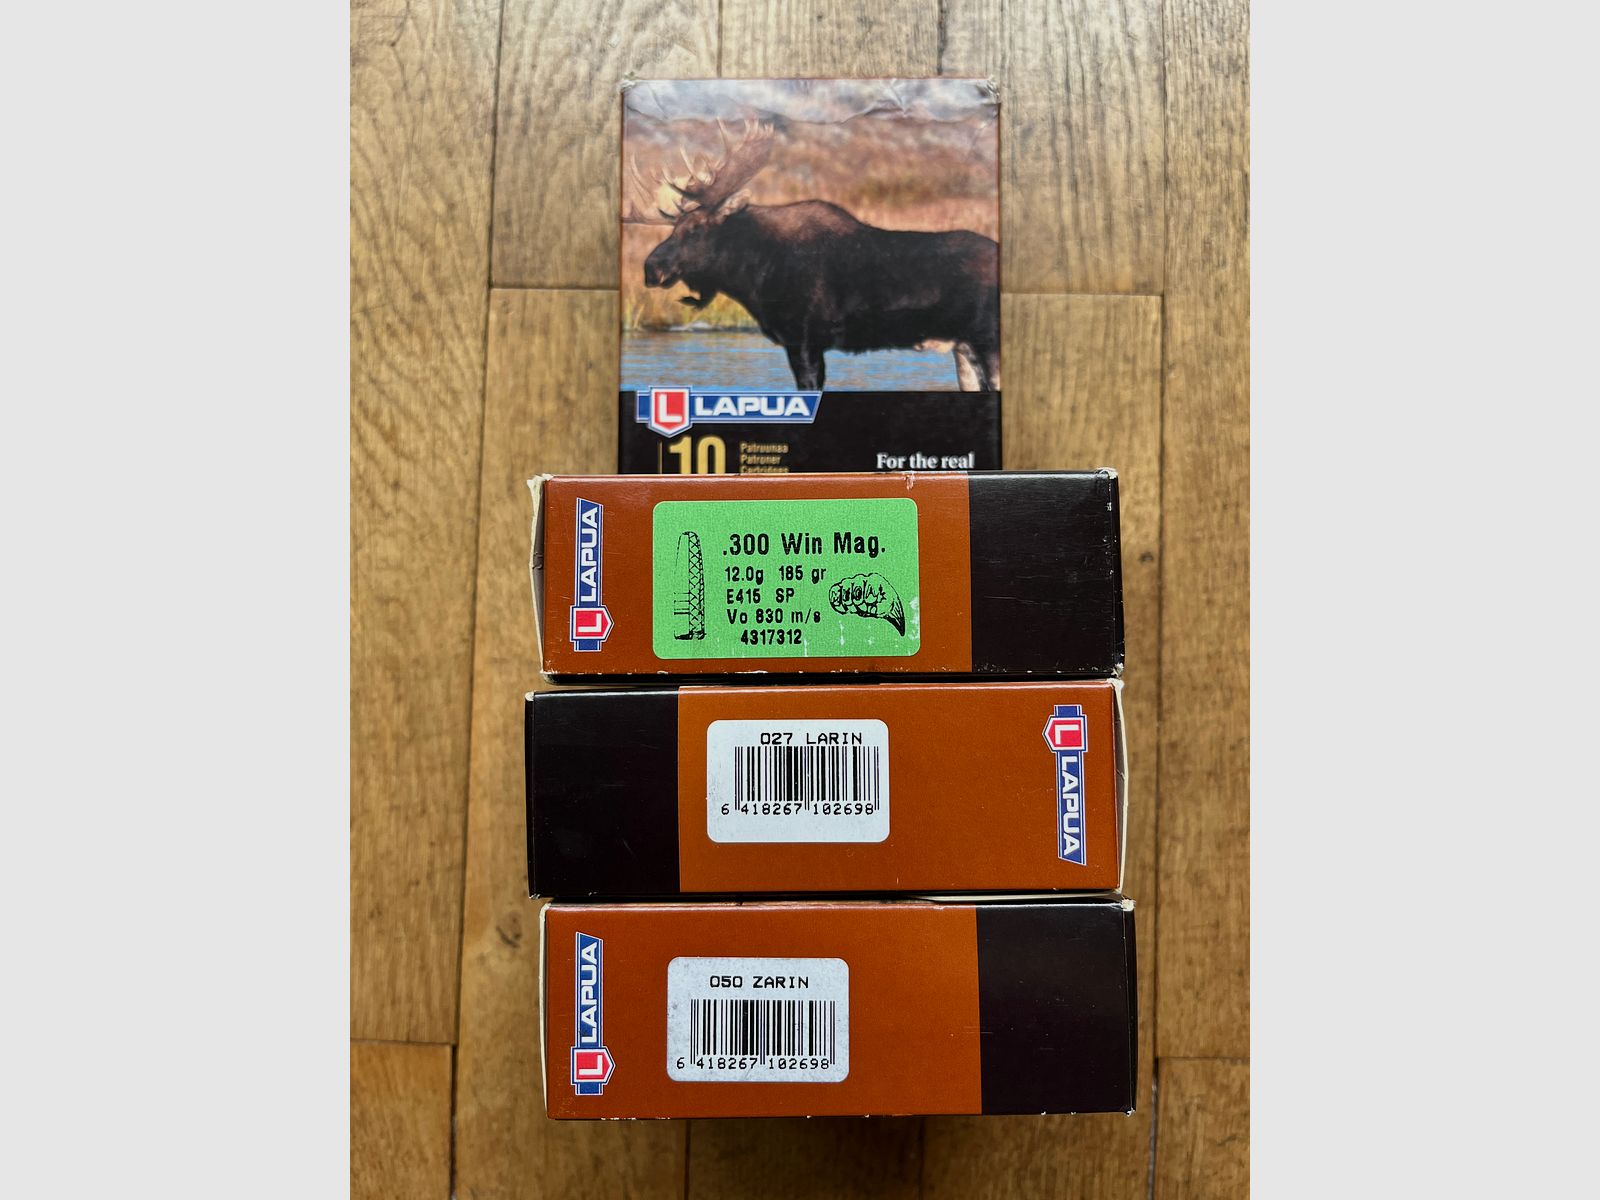 LAPUA
10
Patruunaa
Patroner
Cartridges
For the real
LAPUA
.300 Win Mag.
12.0g 185 gr
E415 SP
Vo 830 m/s
4317312
027 LARIN
6 418267 102698
LAPUA
LAPUA
050 ZARIN
6 418267 102698